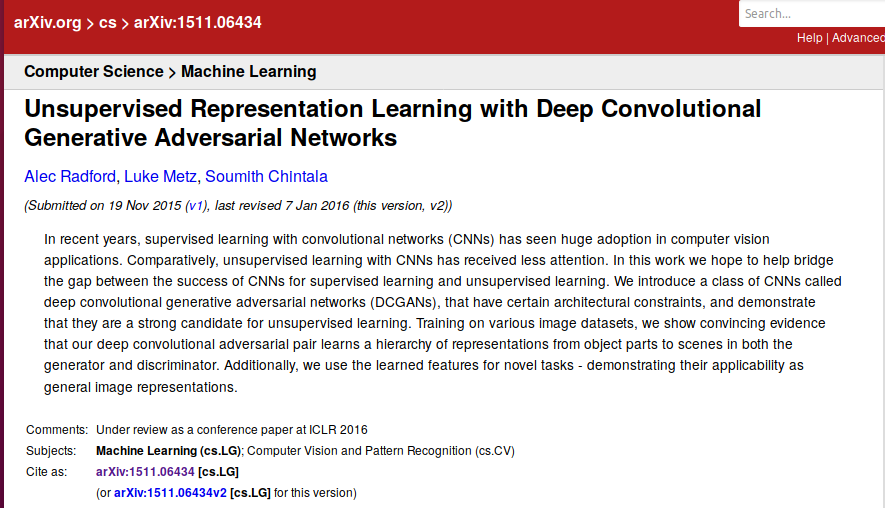 arXiv.org > cs > arXiv:1511.06434
Search...
Help | Advanced
Computer Science > Machine Learning
Unsupervised Representation Learning with Deep Convolutional
Generative Adversarial Networks
Alec Radford, Luke Metz, Soumith Chintala
(Submitted on 19 Nov 2015 (v1), last revised 7 Jan 2016 (this version, v2))
In recent years, supervised learning with convolutional networks (CNNs) has seen huge adoption in computer vision
applications. Comparatively, unsupervised learning with CNNs has received less attention. In this work we hope to help bridge
the gap between the success of CNNs for supervised learning and unsupervised learning. We introduce a class of CNNs called
deep convolutional generative adversarial networks (DCGANs), that have certain architectural constraints, and demonstrate
that they are a strong candidate for unsupervised learning. Training on various image datasets, we show convincing evidence
that our deep convolutional adversarial pair learns a hierarchy of representations from object parts to scenes in both the
generator and discriminator. Additionally, we use the learned features for novel tasks - demonstrating their applicability as
general image representations.
Comments: Under review as a conference paper at ICLR 2016
Subjects: Machine Learning (cs.LG); Computer Vision and Pattern Recognition (cs.CV)
Cite as: arXiv:1511.06434 [cs.LG]
(or arXiv:1511.06434v2 [cs.LG] for this version)